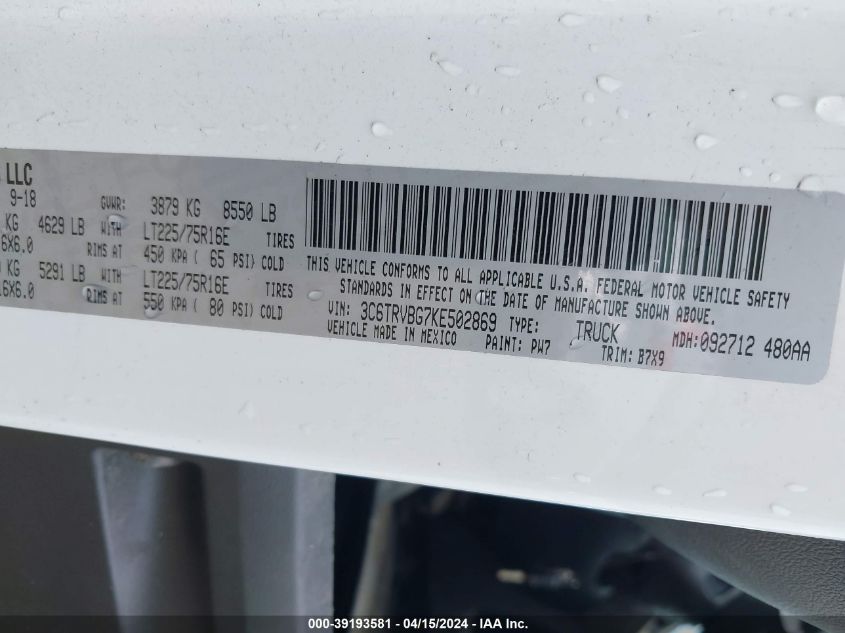 LLC
9-18 GVWR: 3879 KG 8550 LB
KG 4629 LB WITH LT225/75R16E TIRES
6X6.0 RIMS AT 450 KPA ( 65 PSI) COLD
KG 5291 LB WITH LT225/75R16E TIRES
6X6.0 RIMS AT 550 KPA ( 80 PSI) COLD
THIS VEHICLE CONFORMS TO ALL APPLICABLE U.S.A. FEDERAL MOTOR VEHICLE SAFETY
STANDARDS IN EFFECT ON THE DATE OF MANUFACTURE SHOWN ABOVE.
VIN: 3C6TRVBG7KE502869 TYPE: TRUCK MDH:092712 480AA
VEHICLE MADE IN MEXICO PAINT: PW7 TRIM: B7X9
000-39193581 - 04/15/2024 - IAA Inc.